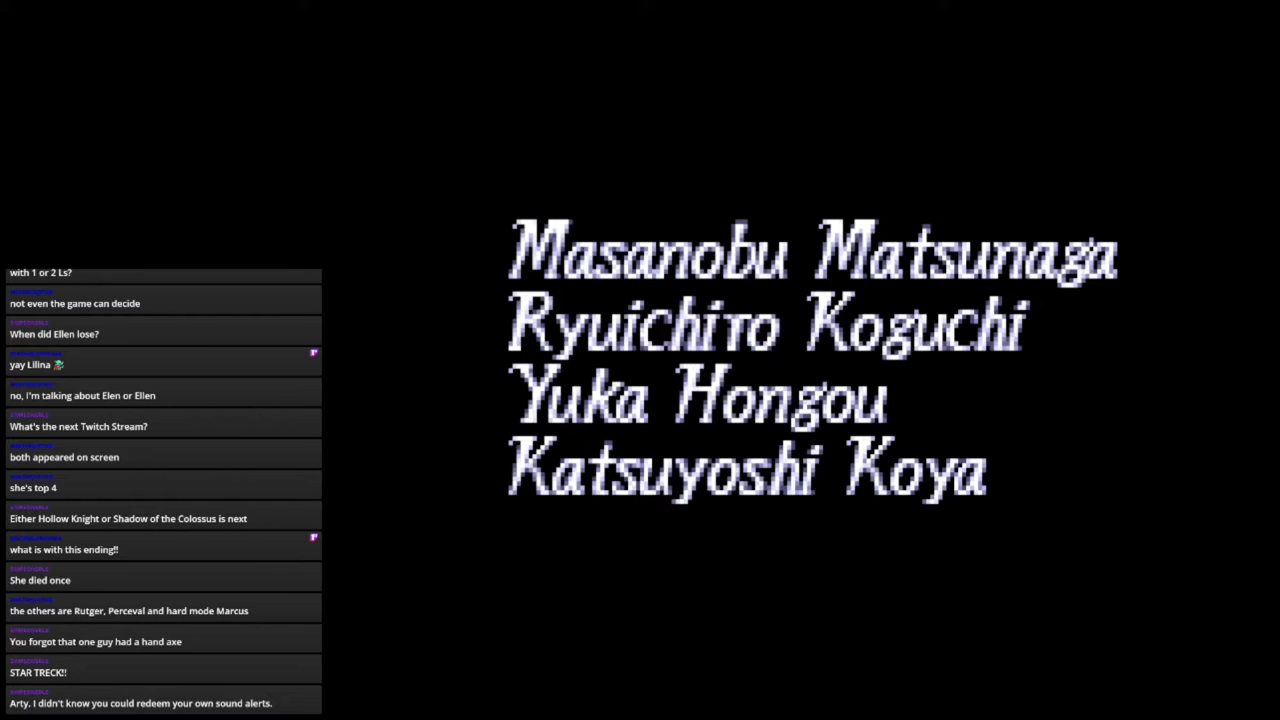 with 1 or 2 Ls?
not even the game can decide
When did Ellen lose?
yay Lilina
no, I'm talking about Elen or Ellen
What's the next Twitch Stream?
both appeared on screen
she's top 4
Either Hollow Knight or Shadow of the Colossus is next
what is with this ending!!
She died once
the others are Rutger, Perceval and hard mode Marcus
You forgot that one guy had a hand axe
STAR TRECK!!
Arty, I didn't know you could redeem your own sound alerts.
Masanobu Matsunaga
Ryuichiro Koguchi
Yuka Hongou
Katsuyoshi Koya